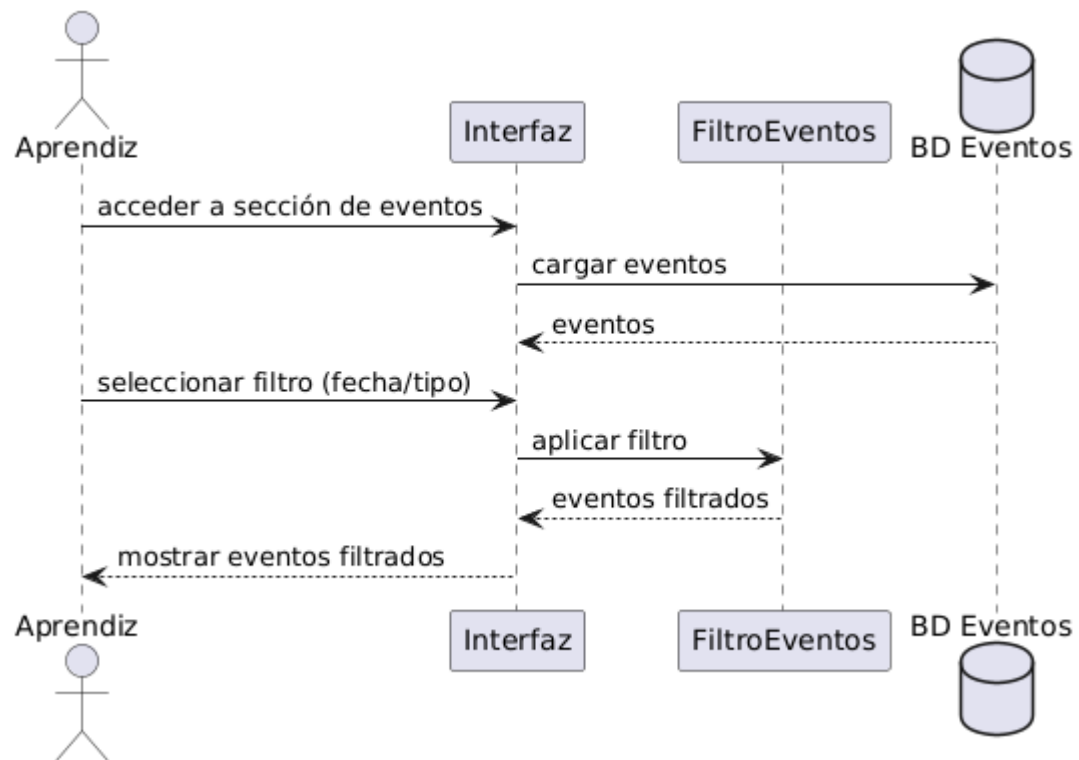 Aprendiz
Interfaz
FiltroEventos
BD Eventos
acceder a sección de eventos
cargar eventos
eventos
seleccionar filtro (fecha/tipo)
aplicar filtro
eventos filtrados
mostrar eventos filtrados
Aprendiz
Interfaz
FiltroEventos
BD Eventos